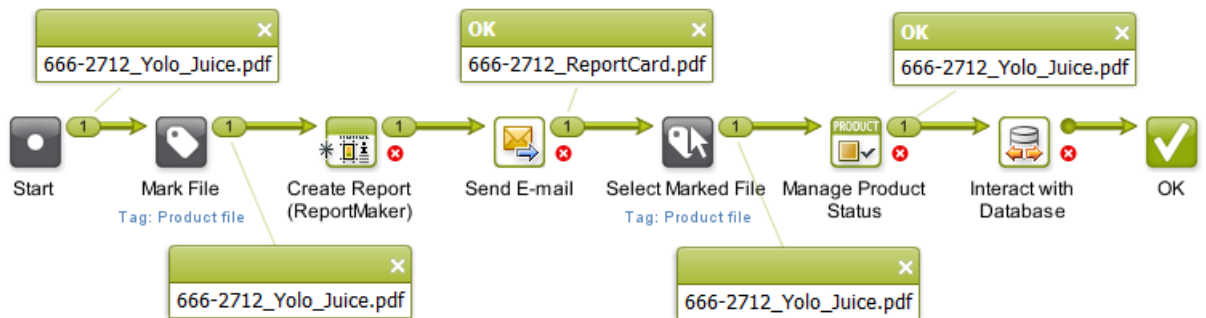 OK
OK
666-2712_Yolo_Juice.pdf
666-2712_ReportCard.pdf
666-2712_Yolo_Juice.pdf
1
1
1
1
1
1
PRODUCT
Start
Mark File
Create Report
(ReportMaker)
Send E-mail
Select Marked File
Manage Product
Status
Interact with
Database
OK
Tag: Product file
Tag: Product file
666-2712_Yolo_Juice.pdf
666-2712_Yolo_Juice.pdf